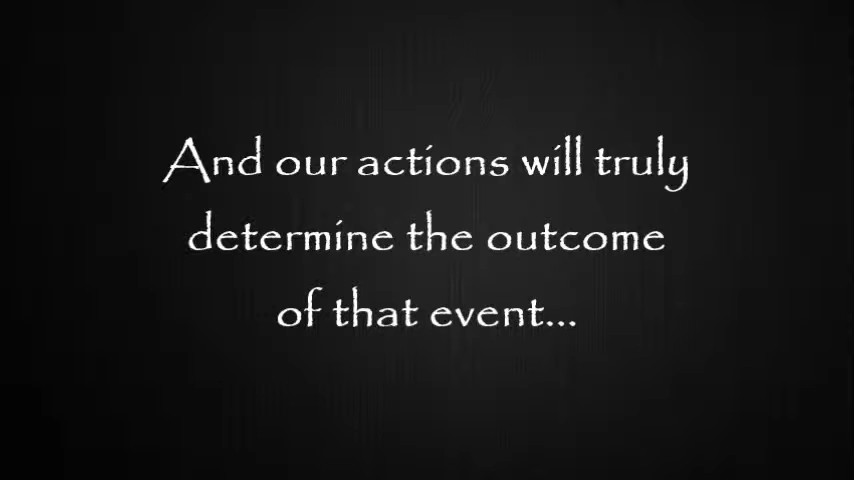 And our actions will truly
determine the outcome
of that event...